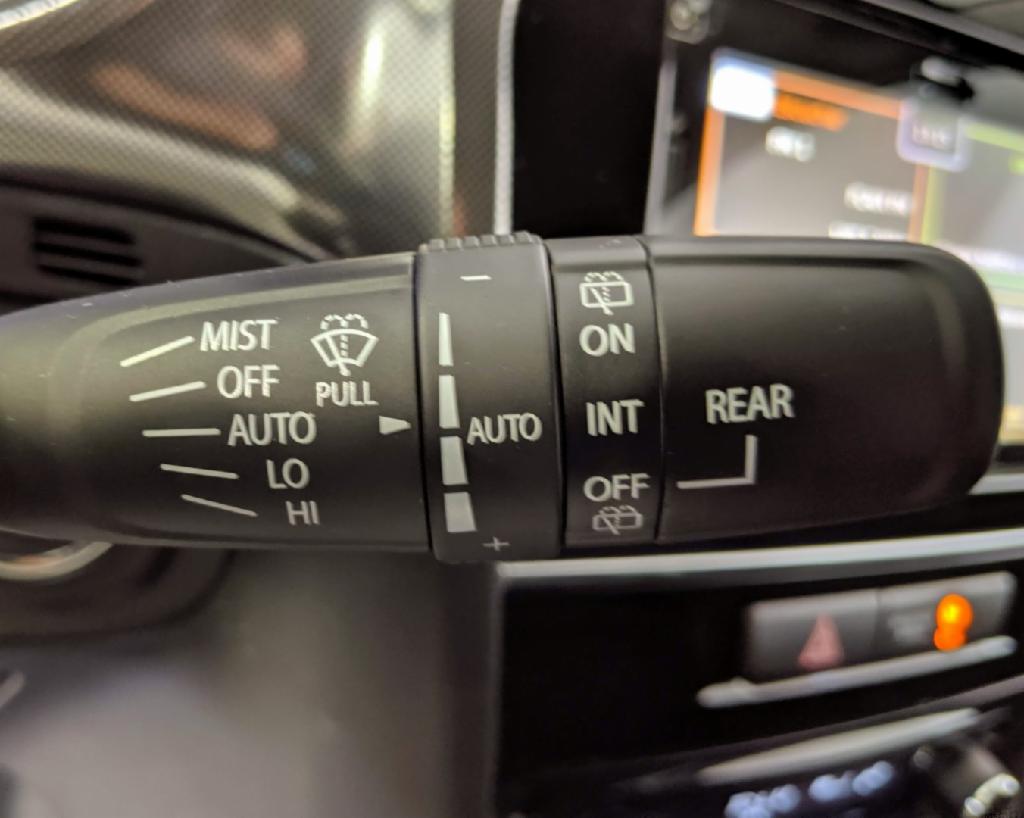 MIST
OFF
AUTO
LO
HI
PULL
−
AUTO
+
ON
INT
OFF
REAR